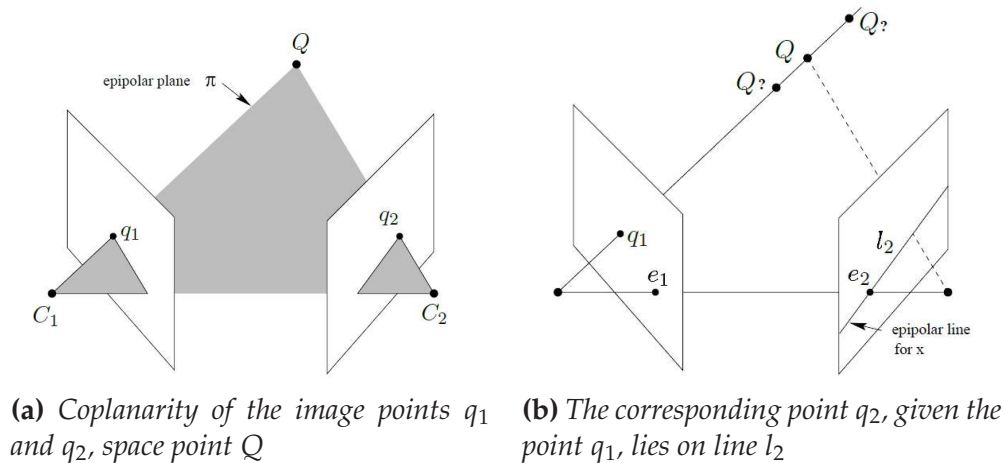 Q
epipolar plane π
q₁
q₂
C₁
C₂
(a) Coplanarity of the image points q₁
and q₂, space point Q
Q?
Q
Q?
q₁
e₁
l₂
e₂
epipolar line
for x
(b) The corresponding point q₂, given the
point q₁, lies on line l₂